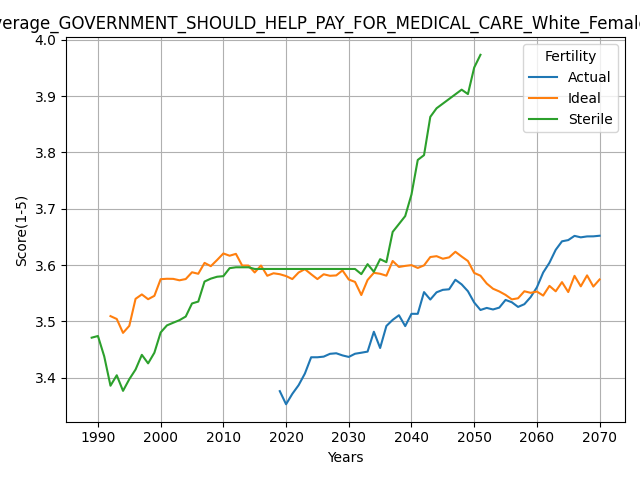 verage_GOVERNMENT_SHOULD_HELP_PAY_FOR_MEDICAL_CARE_White_Female
4.0
3.9
3.8
3.7
3.6
3.5
3.4
Score(1-5)
Fertility
Actual
Ideal
Sterile
1990 2000 2010 2020 2030 2040 2050 2060 2070
Years